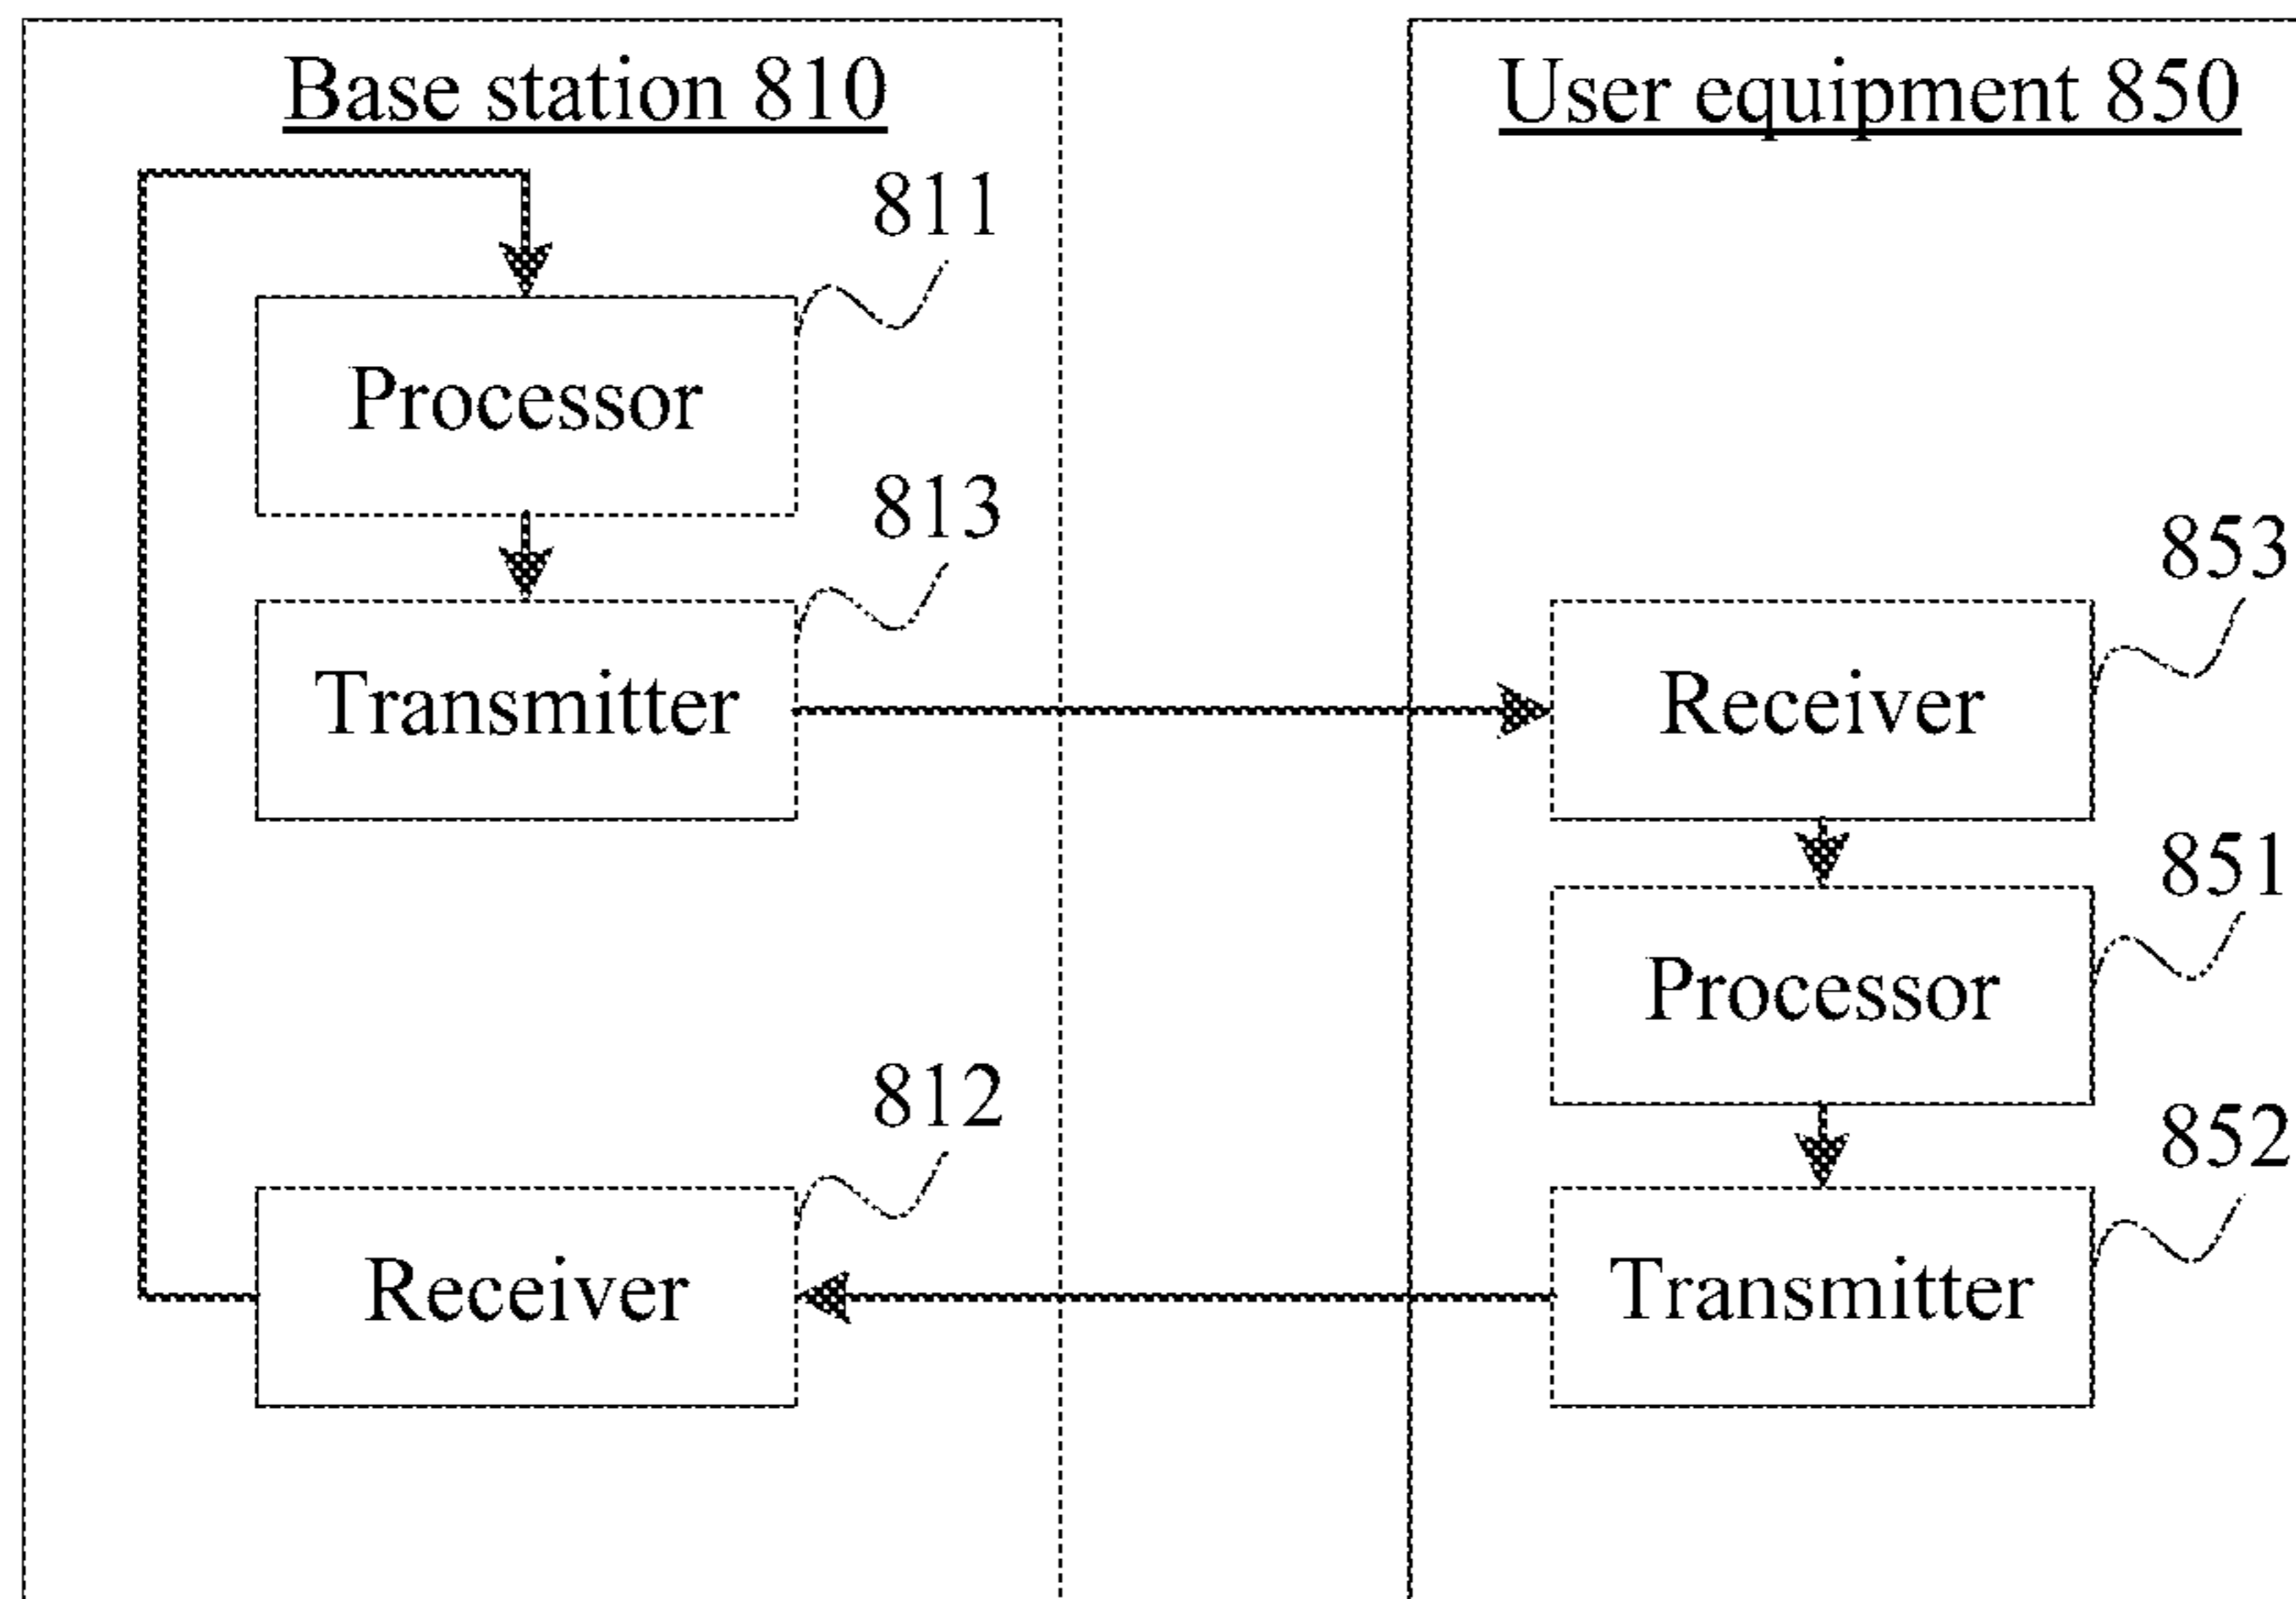 Base station 810
811
Processor
813
Transmitter
812
Receiver
User equipment 850
853
Receiver
851
Processor
852
Transmitter